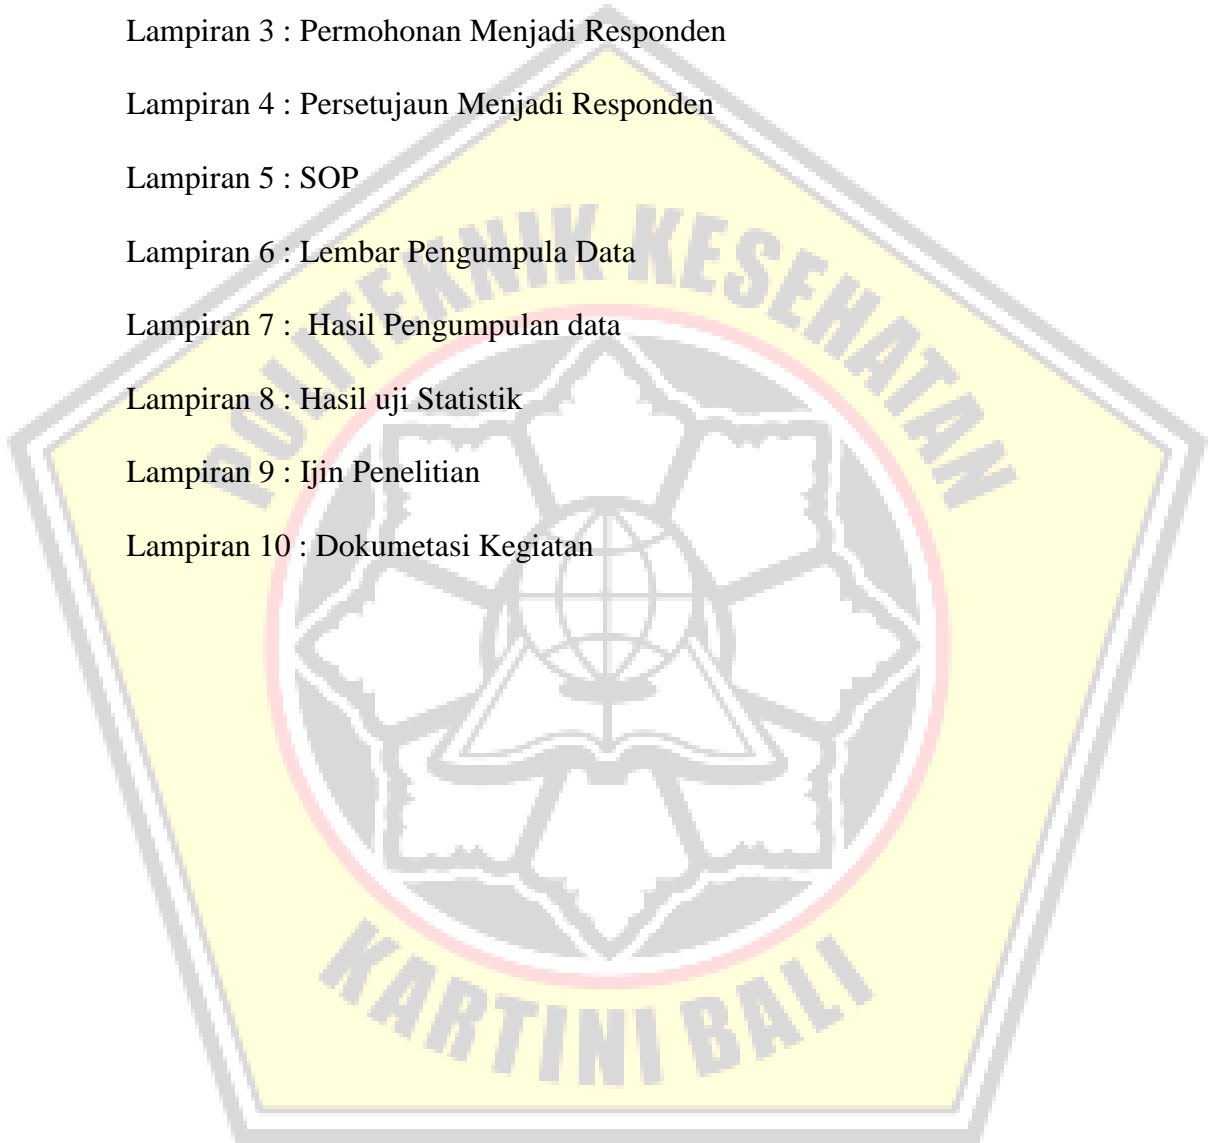 Lampiran 3 : Permohonan Menjadi Responden
Lampiran 4 : Persetujaun Menjadi Responden
Lampiran 5 : SOP
Lampiran 6 : Lembar Pengumpula Data
Lampiran 7 :  Hasil Pengumpulan data
Lampiran 8 : Hasil uji Statistik
Lampiran 9 : Ijin Penelitian
Lampiran 10 : Dokumetasi Kegiatan
POLITEKNIK KESEHATAN
KARTINI BALI